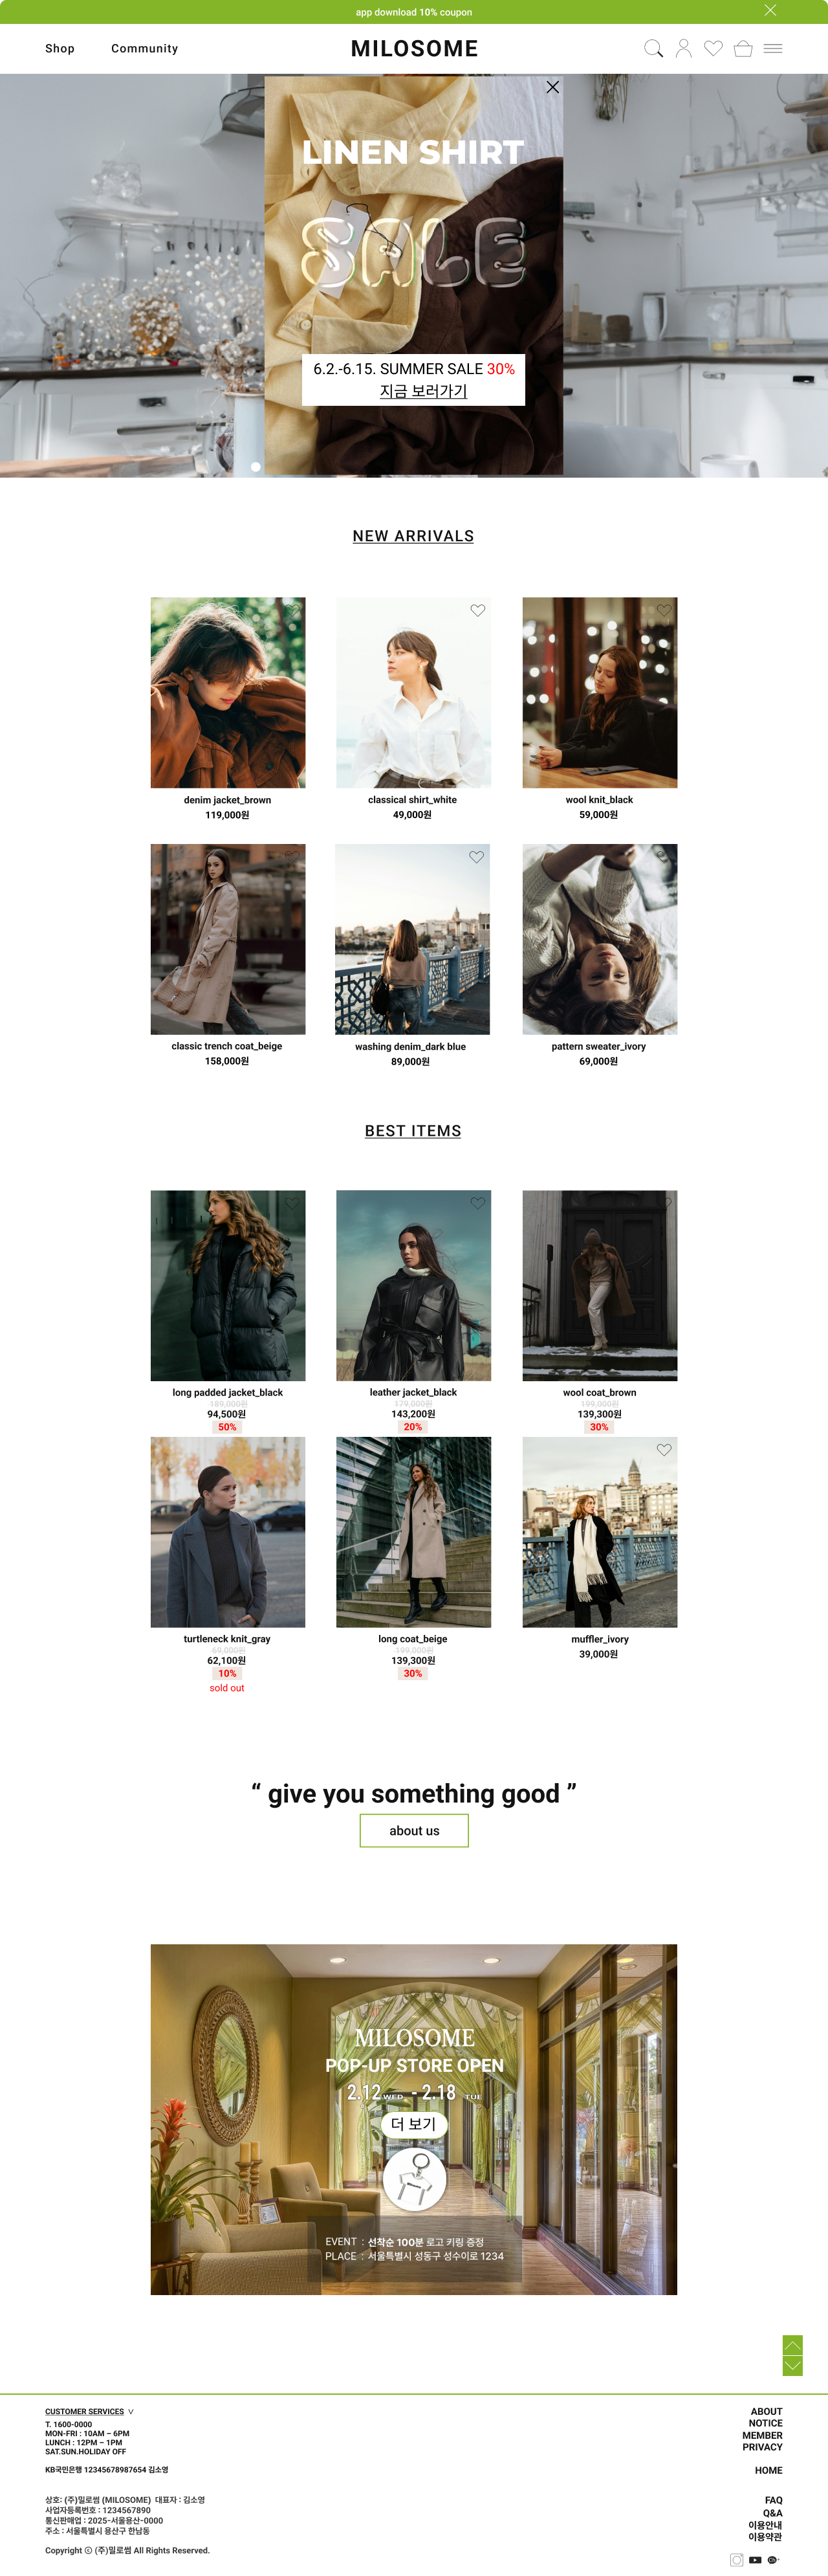 app download 10% coupon
Shop
Community
MILOSOME
LINEN SHIRT
SALE
6.2.-6.15. SUMMER SALE 30%
지금 보러가기
NEW ARRIVALS
denim jacket_brown
119,000원
classical shirt_white
49,000원
wool knit_black
59,000원
classic trench coat_beige
158,000원
washing denim_dark blue
89,000원
pattern sweater_ivory
69,000원
BEST ITEMS
long padded jacket_black
189,000원
94,500원
50%
leather jacket_black
179,000원
143,200원
20%
wool coat_brown
199,000원
139,300원
30%
turtleneck knit_gray
69,000원
62,100원
10%
sold out
long coat_beige
199,000원
139,300원
30%
muffler_ivory
39,000원
“ give you something good ”
about us
MILOSOME
POP-UP STORE OPEN
2.12 WED - 2.18 TUE
더 보기
EVENT : 선착순 100분 로고 키링 증정
PLACE : 서울특별시 성동구 성수이로 1234
CUSTOMER SERVICES ∨
T. 1600-0000
MON-FRI : 10AM – 6PM
LUNCH : 12PM – 1PM
SAT.SUN.HOLIDAY OFF
KB국민은행 12345678987654 김소영
상호: (주)밀로썸 (MILOSOME) 대표자 : 김소영
사업자등록번호 : 1234567890
통신판매업 : 2025-서울용산-0000
주소 : 서울특별시 용산구 한남동
Copyright ⓒ (주)밀로썸 All Rights Reserved.
ABOUT
NOTICE
MEMBER
PRIVACY
HOME
FAQ
Q&A
이용안내
이용약관